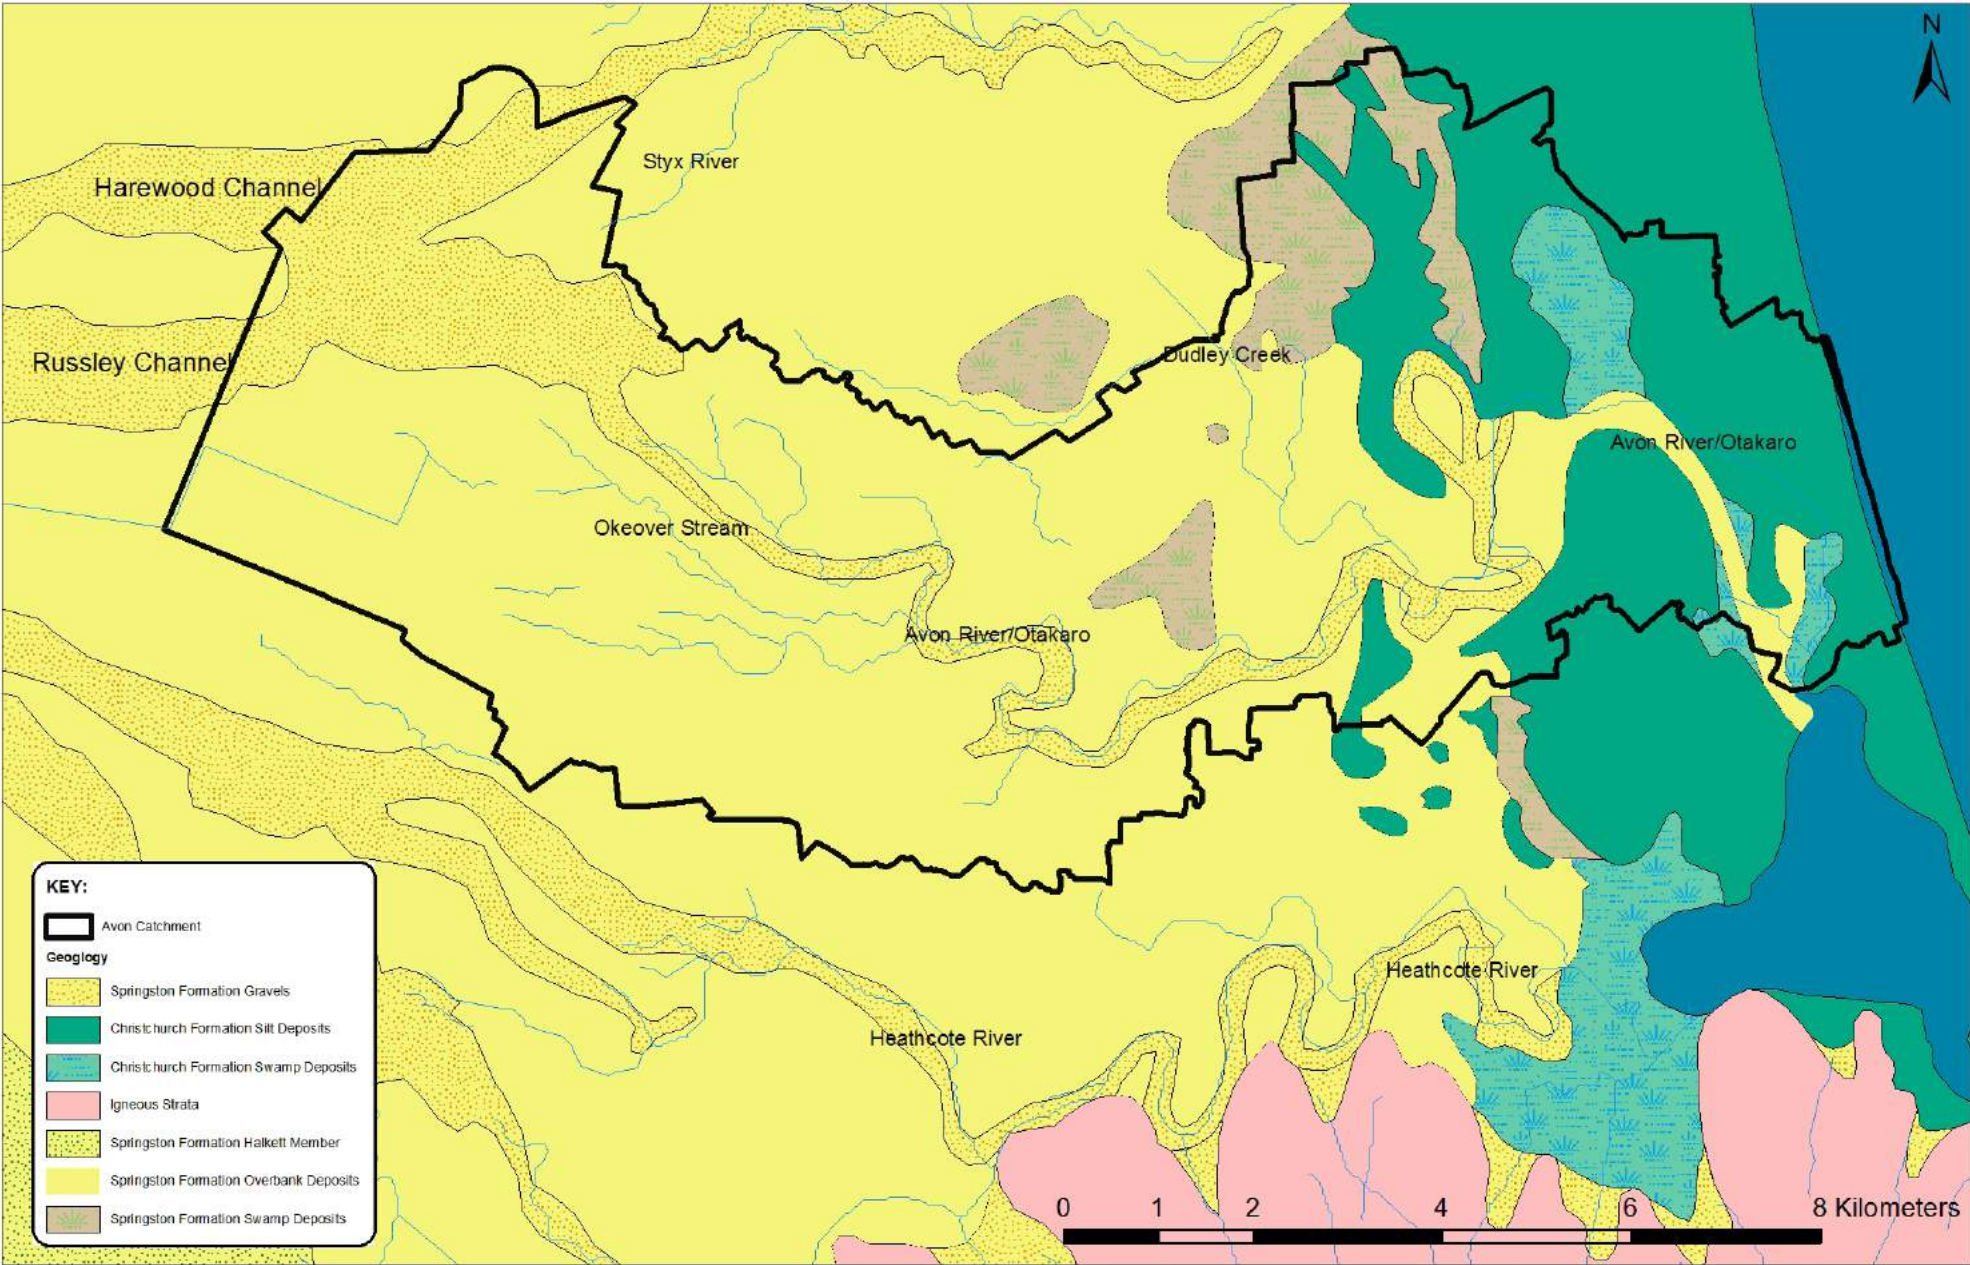 N
Styx River
Harewood Channel
Russley Channel
Dudley Creek
Avon River/Otakaro
Okeover Stream
Avon River/Otakaro
Heathcote River
Heathcote River
KEY:
Avon Catchment
Geoglogy
Springston Formation Gravels
Christchurch Formation Silt Deposits
Christchurch Formation Swamp Deposits
Igneous Strata
Springston Formation Halkett Member
Springston Formation Overbank Deposits
Springston Formation Swamp Deposits
0 1 2 4 6 8 Kilometers